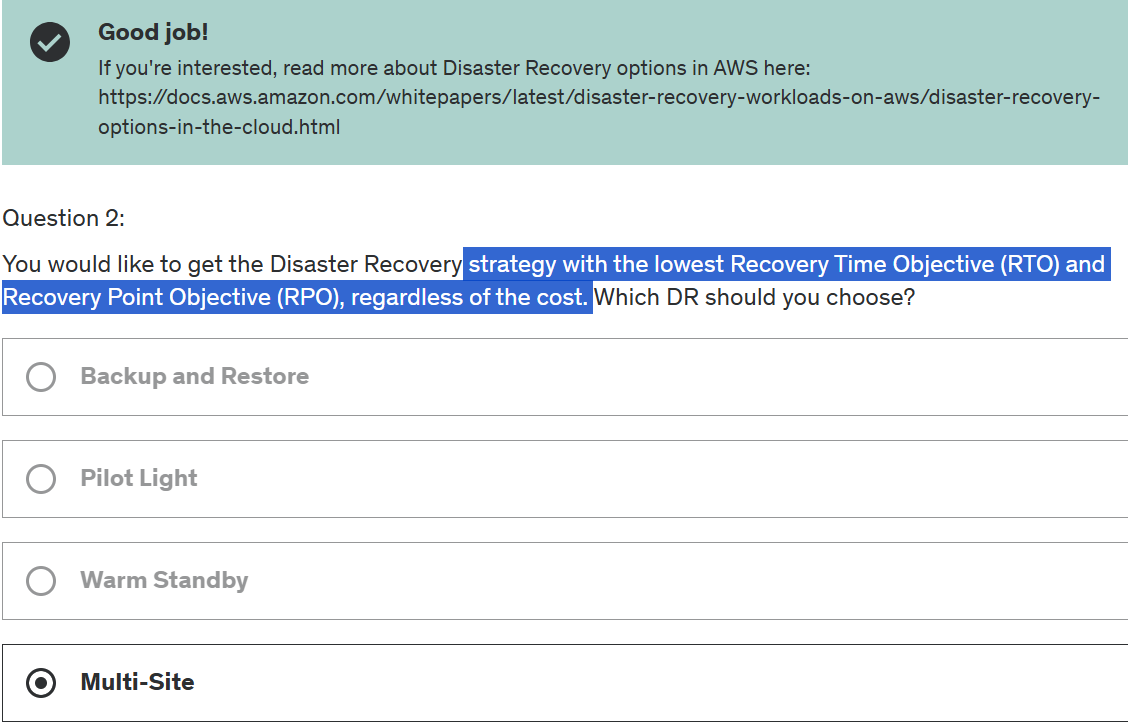 Good job!
If you're interested, read more about Disaster Recovery options in AWS here:
https://docs.aws.amazon.com/whitepapers/latest/disaster-recovery-workloads-on-aws/disaster-recovery-
options-in-the-cloud.html
Question 2:
You would like to get the Disaster Recovery strategy with the lowest Recovery Time Objective (RTO) and
Recovery Point Objective (RPO), regardless of the cost. Which DR should you choose?
Backup and Restore
Pilot Light
Warm Standby
Multi-Site